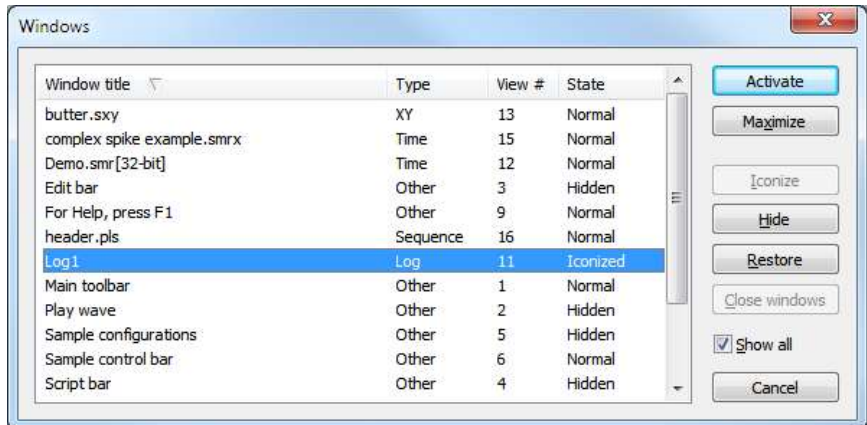 Windows
Window title Type View # State
butter.sxy XY 13 Normal
complex spike example.smrx Time 15 Normal
Demo.smr[32-bit] Time 12 Normal
Edit bar Other 3 Hidden
For Help, press F1 Other 9 Normal
header.pls Sequence 16 Normal
Log1 Log 11 Iconized
Main toolbar Other 1 Normal
Play wave Other 2 Hidden
Sample configurations Other 5 Hidden
Sample control bar Other 6 Normal
Script bar Other 4 Hidden
Activate
Maximize
Iconize
Hide
Restore
Close windows
Show all
Cancel